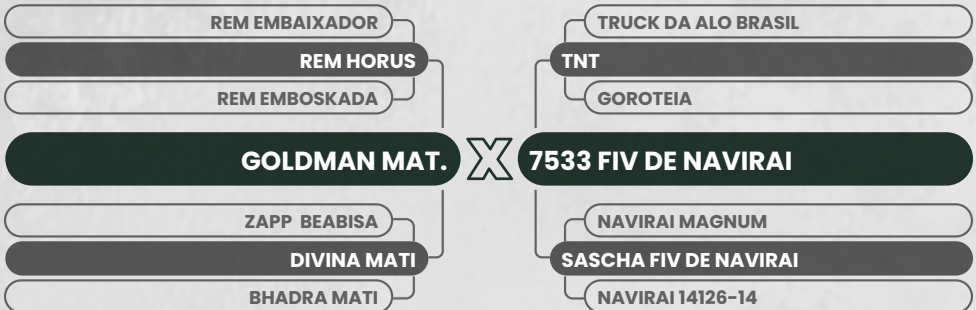 REM EMBAIXADOR
TRUCK DA ALO BRASIL
REM HORUS
TNT
REM EMBOSKADA
GOROTEIA
GOLDMAN MAT. X 7533 FIV DE NAVIRAI
ZAPP BEABISA
NAVIRAI MAGNUM
DIVINA MATI
SASCHA FIV DE NAVIRAI
BHADRA MATI
NAVIRAI 14126-14